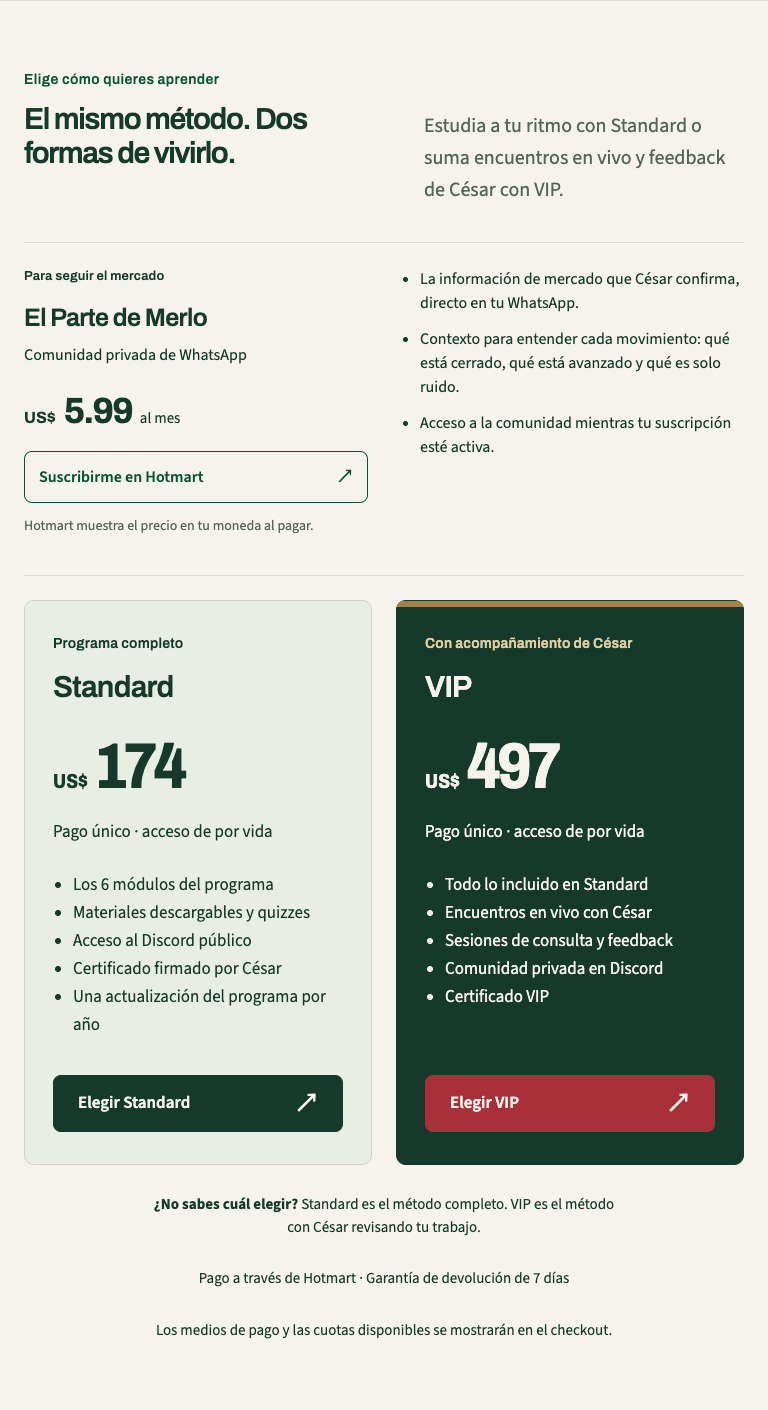 Elige cómo quieres aprender
El mismo método. Dos
formas de vivirlo.
Estudia a tu ritmo con Standard o
suma encuentros en vivo y feedback
de César con VIP.
Para seguir el mercado
El Parte de Merlo
Comunidad privada de WhatsApp
US$ 5.99 al mes
Suscribirme en Hotmart ↗
Hotmart muestra el precio en tu moneda al pagar.
• La información de mercado que César confirma,
directo en tu WhatsApp.
• Contexto para entender cada movimiento: qué
está cerrado, qué está avanzado y qué es solo
ruido.
• Acceso a la comunidad mientras tu suscripción
esté activa.
Programa completo
Standard
US$ 174
Pago único · acceso de por vida
• Los 6 módulos del programa
• Materiales descargables y quizzes
• Acceso al Discord público
• Certificado firmado por César
• Una actualización del programa por
año
Elegir Standard ↗
Con acompañamiento de César
VIP
US$ 497
Pago único · acceso de por vida
• Todo lo incluido en Standard
• Encuentros en vivo con César
• Sesiones de consulta y feedback
• Comunidad privada en Discord
• Certificado VIP
Elegir VIP ↗
¿No sabes cuál elegir? Standard es el método completo. VIP es el método
con César revisando tu trabajo.
Pago a través de Hotmart · Garantía de devolución de 7 días
Los medios de pago y las cuotas disponibles se mostrarán en el checkout.